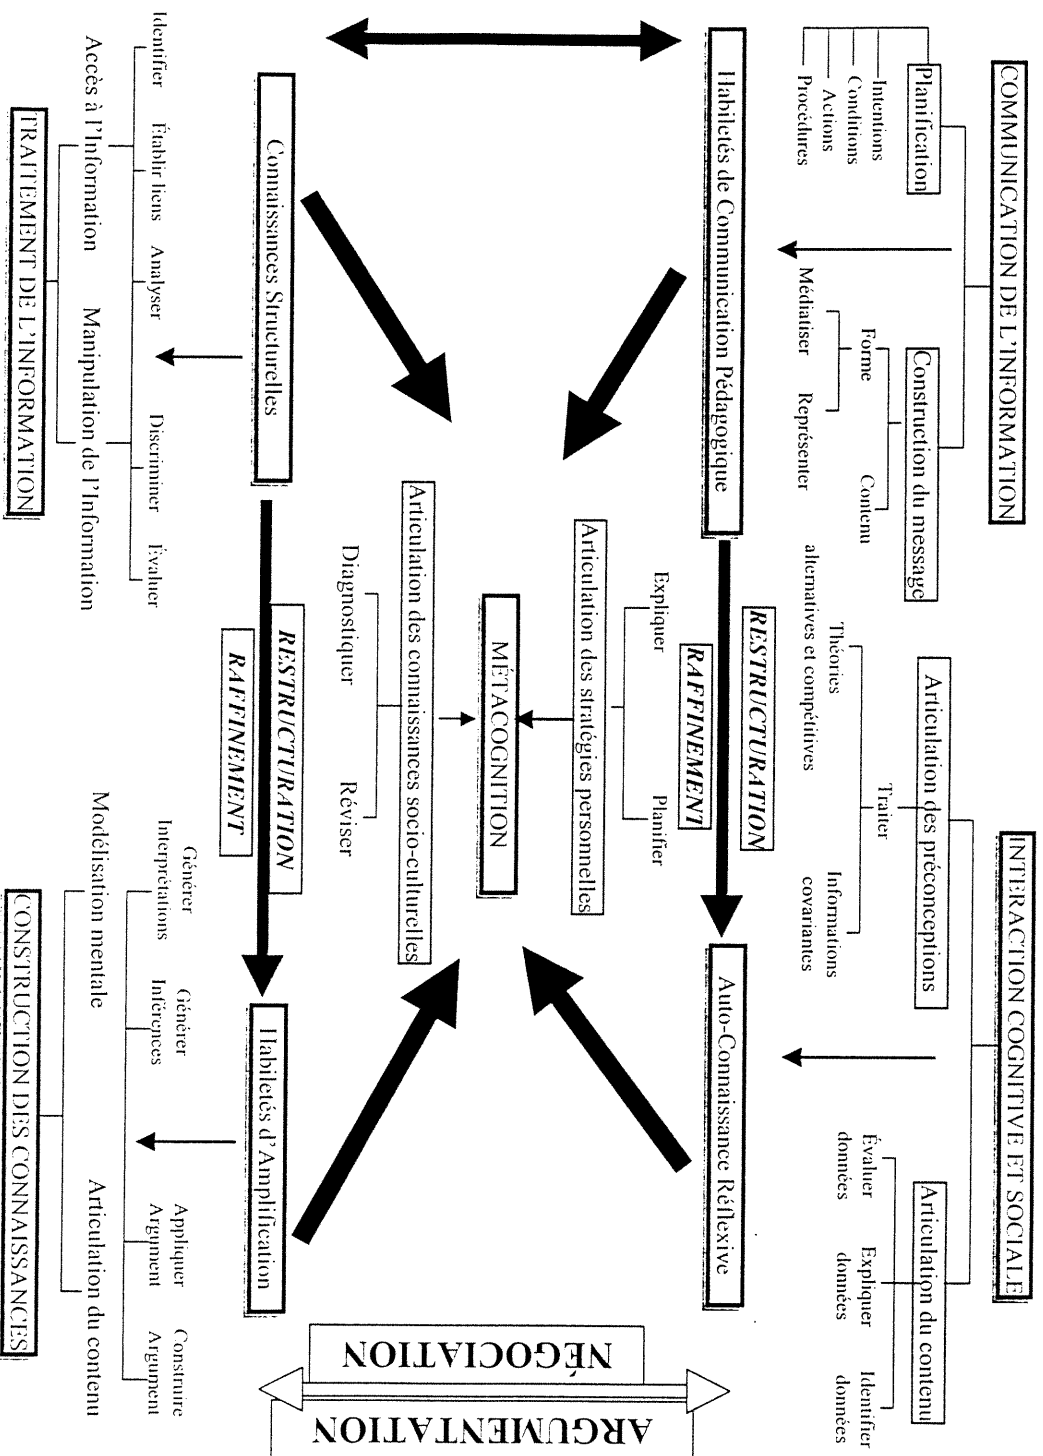 COMMUNICATION DE L'INFORMATION
Planification
Intentions
Conditions
Actions
Procédures
Construction du message
Forme
Contenu
Médiatiser
Représenter
INTERACTION COGNITIVE ET SOCIALE
Articulation des préconceptions
Traiter
Théories
alternatives et compétitives
Informations
covariantes
Articulation du contenu
Évaluer
données
Expliquer
données
Identifier
données
Habiletés de Communication Pédagogique
RESTRUCTURATION
RAFFINEMENT
Auto-Connaissance Réflexive
Expliquer
Planifier
Articulation des stratégies personnelles
MÉTACOGNITION
Articulation des connaissances socio-culturelles
Diagnostiquer
Réviser
NÉGOCIATION
ARGUMENTATION
Connaissances Structurelles
RESTRUCTURATION
RAFFINEMENT
Habiletés d'Amplification
Identifier
Établir liens
Analyser
Discriminer
Évaluer
Accès à l'Information
Manipulation de l'Information
TRAITEMENT DE L'INFORMATION
Générer
Interprétations
Générer
Inférences
Appliquer
Argument
Construire
Argument
Modélisation mentale
Articulation du contenu
CONSTRUCTION DES CONNAISSANCES